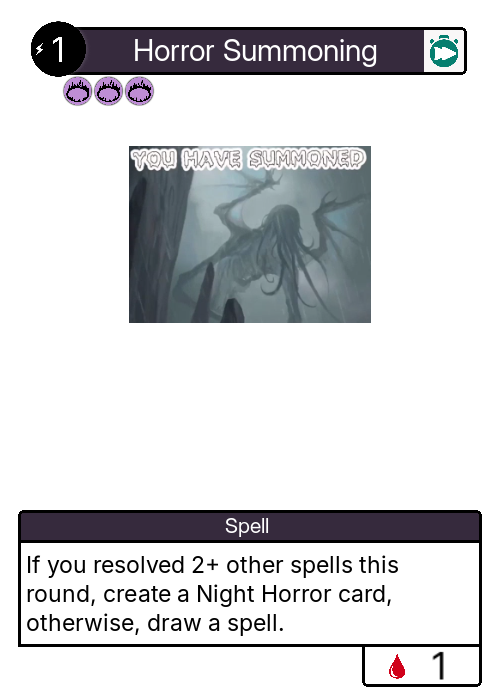 1 Horror Summoning
YOU HAVE SUMMONED
Spell
If you resolved 2+ other spells this
round, create a Night Horror card,
otherwise, draw a spell.
1